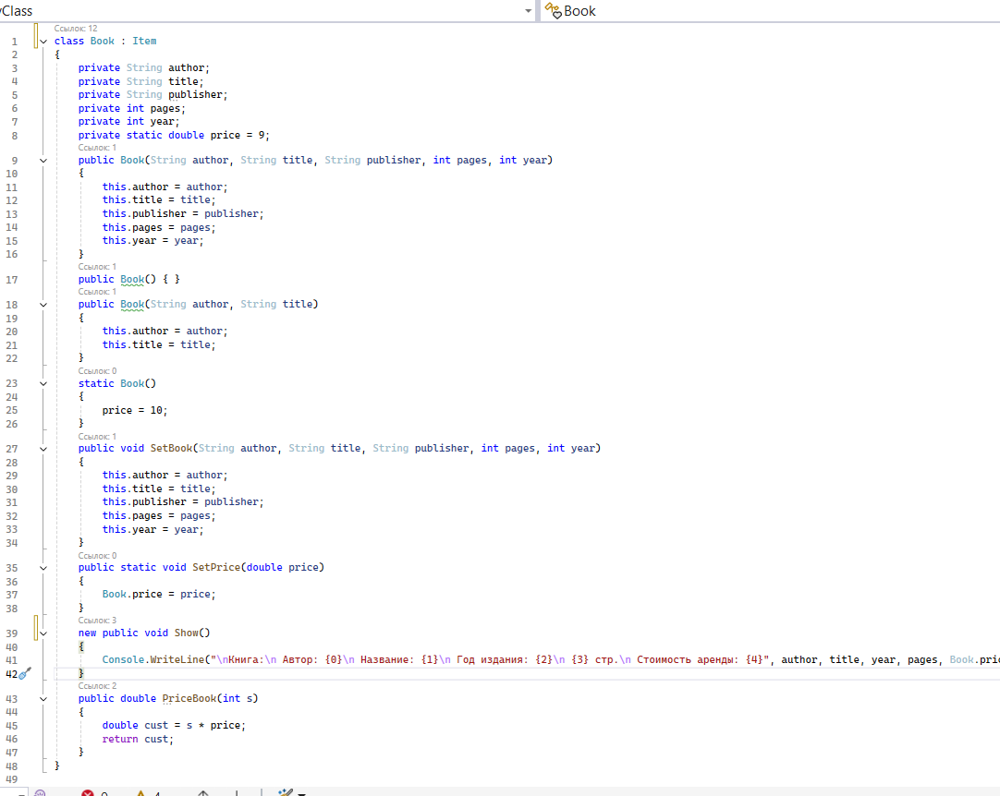 Class Book
Ссылок: 12
1 class Book : Item
2 {
3 private String author;
4 private String title;
5 private String publisher;
6 private int pages;
7 private int year;
8 private static double price = 9;
Ссылок: 1
9 public Book(String author, String title, String publisher, int pages, int year)
10 {
11 this.author = author;
12 this.title = title;
13 this.publisher = publisher;
14 this.pages = pages;
15 this.year = year;
16 }
Ссылок: 1
17 public Book() { }
Ссылок: 1
18 public Book(String author, String title)
19 {
20 this.author = author;
21 this.title = title;
22 }
Ссылок: 0
23 static Book()
24 {
25 price = 10;
26 }
Ссылок: 1
27 public void SetBook(String author, String title, String publisher, int pages, int year)
28 {
29 this.author = author;
30 this.title = title;
31 this.publisher = publisher;
32 this.pages = pages;
33 this.year = year;
34 }
Ссылок: 0
35 public static void SetPrice(double price)
36 {
37 Book.price = price;
38 }
Ссылок: 3
39 new public void Show()
40 {
41 Console.WriteLine("\nКнига:\n Автор: {0}\n Название: {1}\n Год издания: {2}\n {3} стр.\n Стоимость аренды: {4}", author, title, year, pages, Book.pric
42 }
Ссылок: 2
43 public double PriceBook(int s)
44 {
45 double cust = s * price;
46 return cust;
47 }
48 }
49